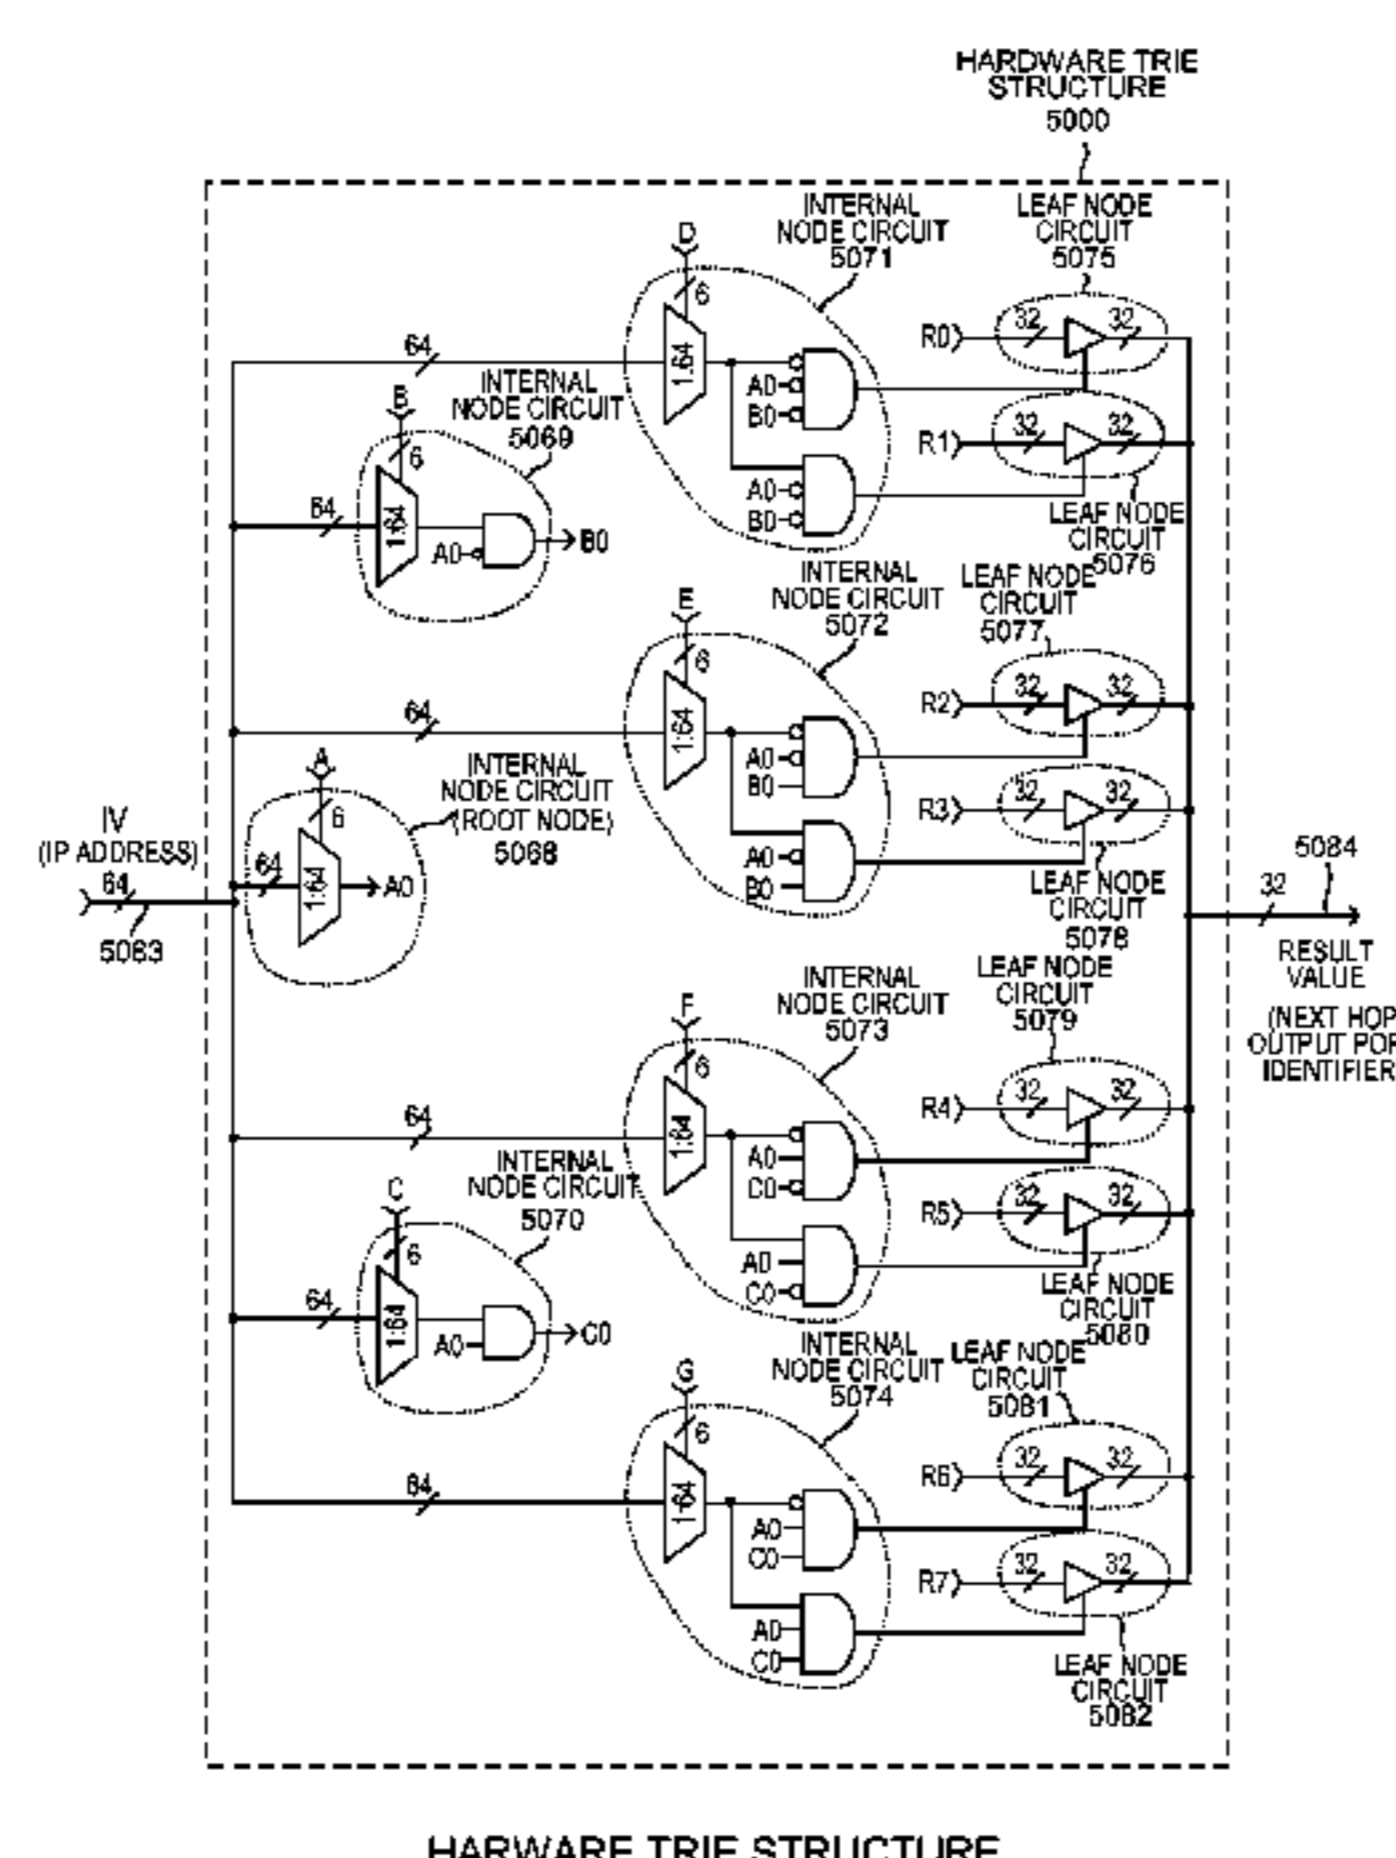 HARDWARE TRIE
STRUCTURE
5000
INTERNAL
NODE CIRCUIT
5071
LEAF NODE
CIRCUIT
5075
D
6
1:64
64
A0
B0
A0
B0
R0
32
32
R1
32
32
LEAF NODE
CIRCUIT
5076
INTERNAL
NODE CIRCUIT
5069
B
6
64
1:64
A0
B0
INTERNAL
NODE CIRCUIT
5072
LEAF NODE
CIRCUIT
5077
E
6
1:64
64
A0
B0
A0
B0
R2
32
32
R3
32
32
LEAF NODE
CIRCUIT
5078
INTERNAL
NODE CIRCUIT
(ROOT NODE)
5068
A
6
64
1:64
A0
IV
(IP ADDRESS)
64
5083
5084
32
RESULT
VALUE
(NEXT HOP
OUTPUT POR
IDENTIFIER
INTERNAL
NODE CIRCUIT
5073
LEAF NODE
CIRCUIT
5079
F
6
1:64
64
A0
C0
A0
C0
R4
32
32
R5
32
32
LEAF NODE
CIRCUIT
5080
INTERNAL
NODE CIRCUIT
5070
C
6
64
1:64
A0
C0
INTERNAL
NODE CIRCUIT
5074
LEAF NODE
CIRCUIT
5081
G
6
1:64
64
A0
C0
A0
C0
R6
32
32
R7
32
32
LEAF NODE
CIRCUIT
5082
HARWARE TRIE STRUCTURE